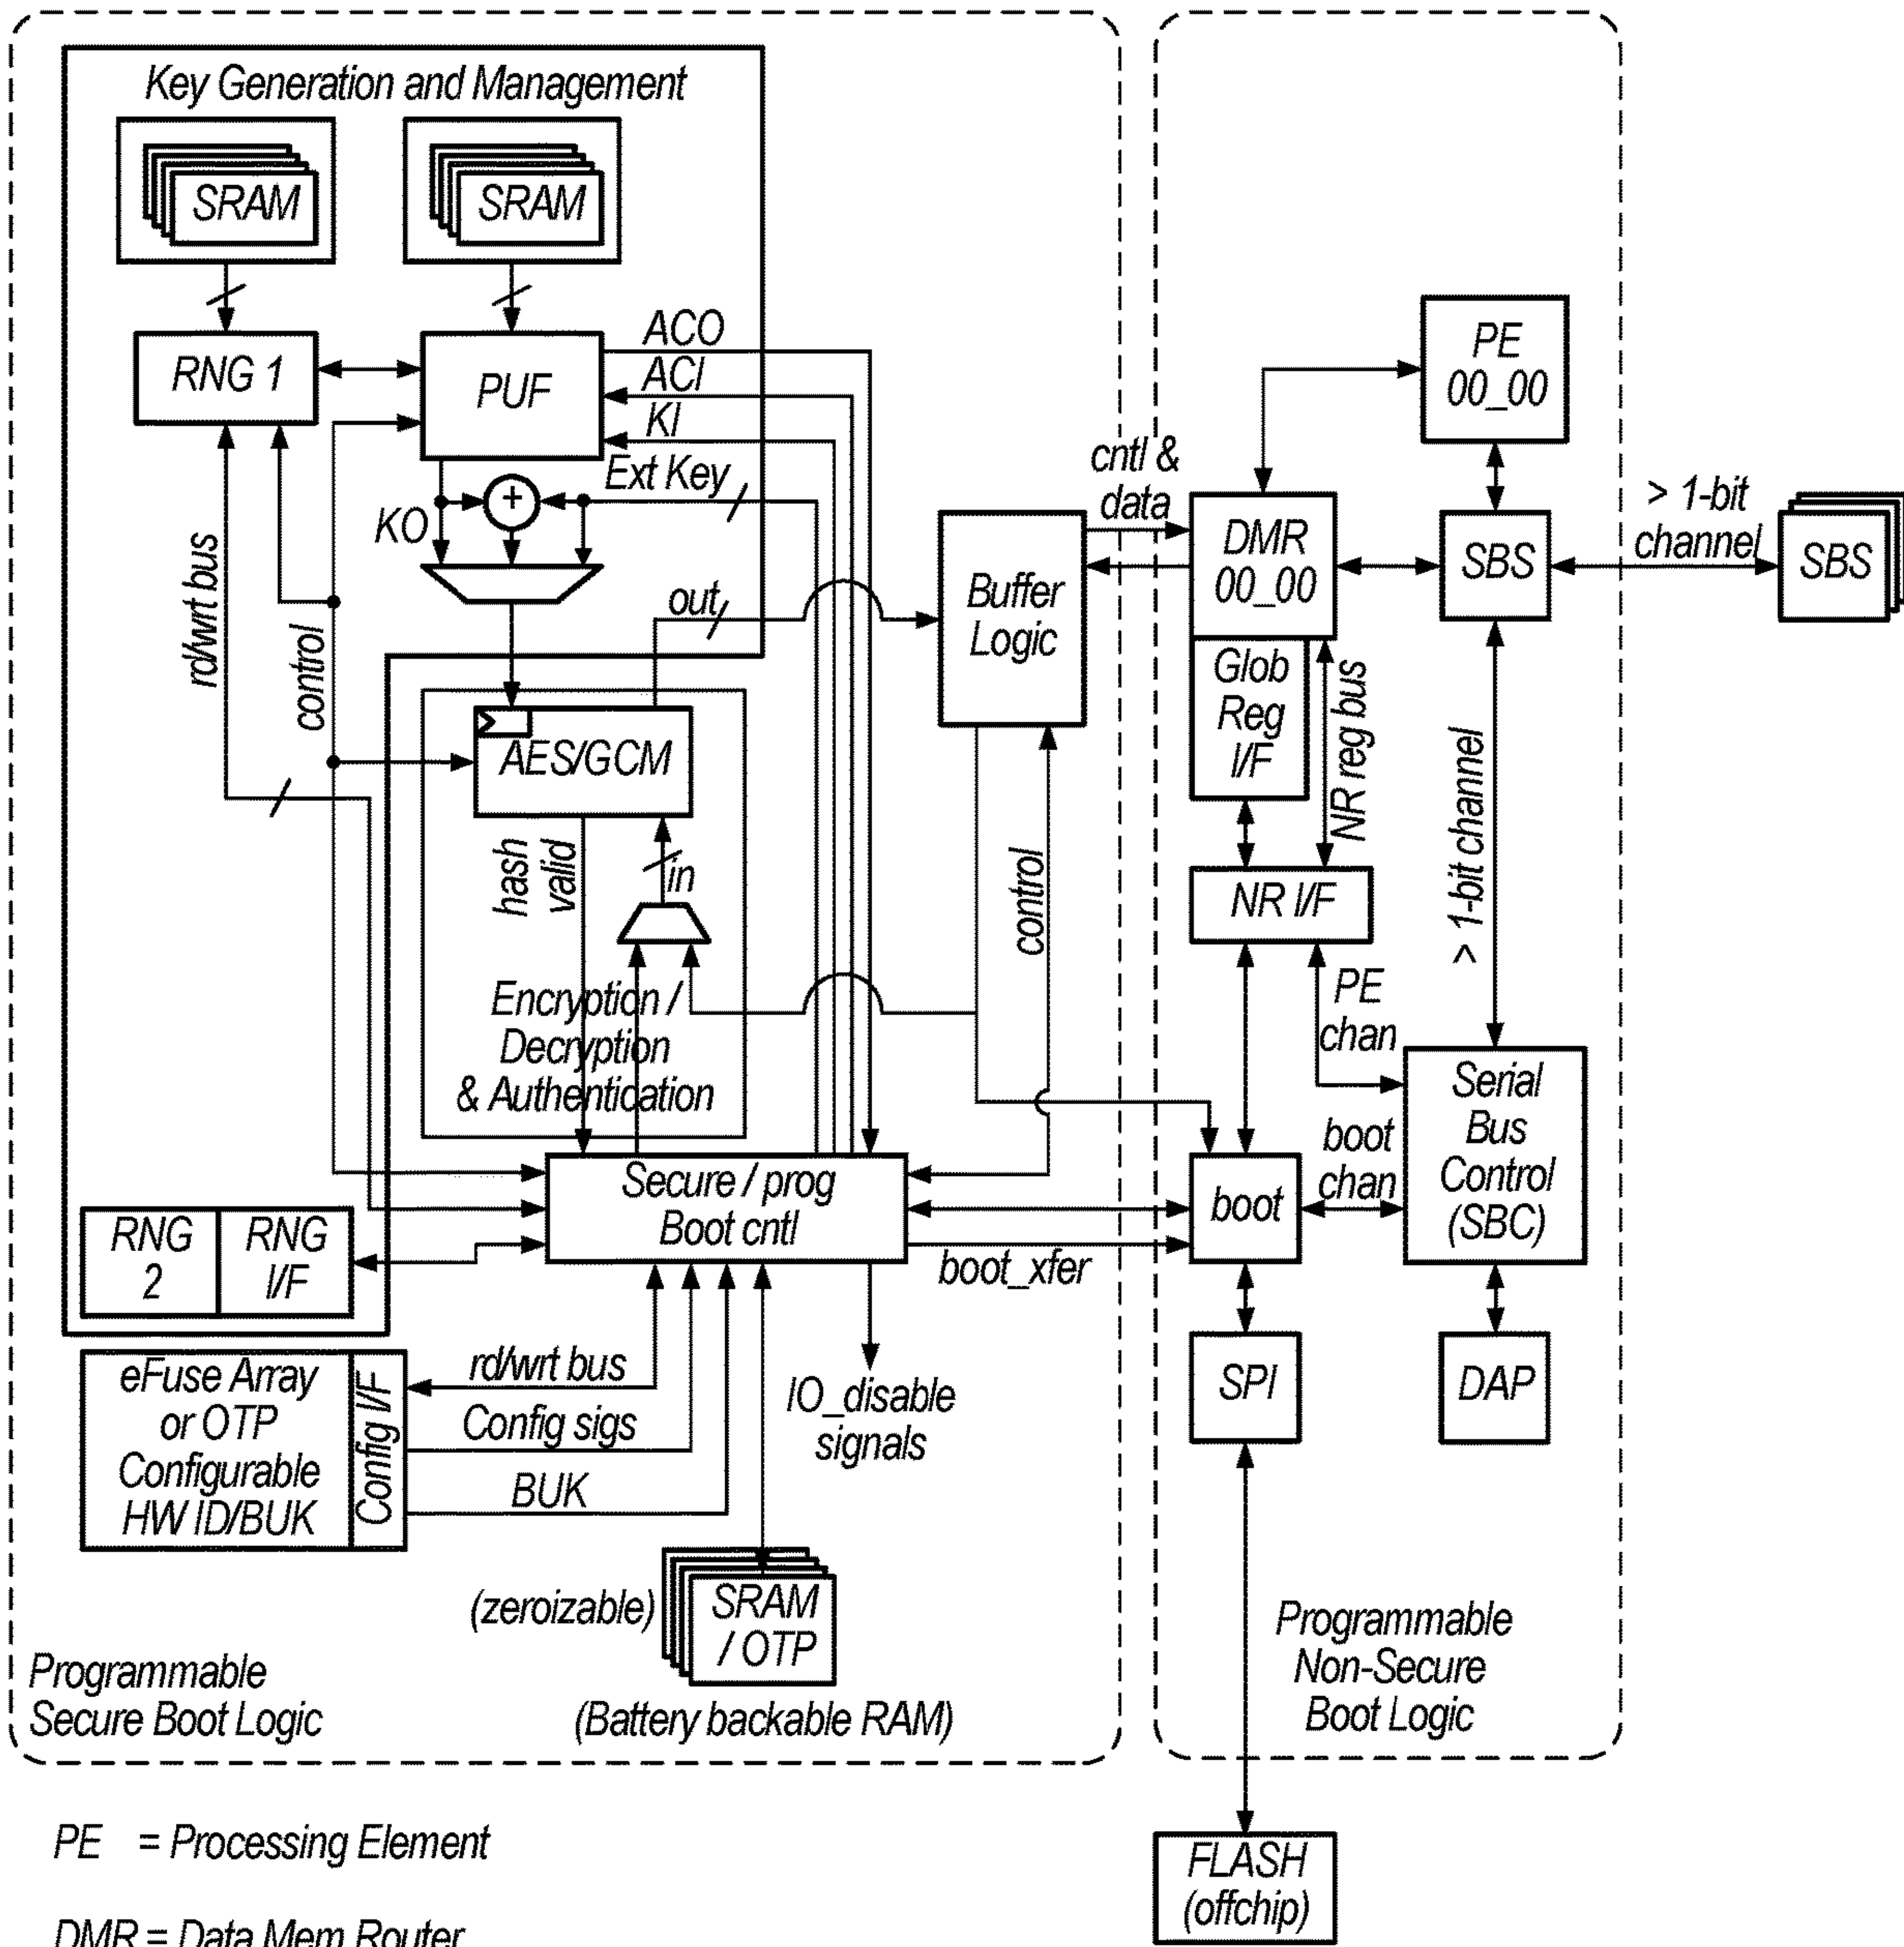 Key Generation and Management
SRAM
SRAM
RNG 1
PUF
ACO
ACI
KI
Ext Key
+
KO
rd/wrt bus
control
out
AES/GCM
hash
valid
in
Encryption /
Decryption
& Authentication
Buffer
Logic
control
cntl &
data
Secure / prog
Boot cntl
boot_xfer
RNG
2
RNG
I/F
eFuse Array
or OTP
Configurable
HW ID/BUK
Config I/F
rd/wrt bus
Config sigs
BUK
IO_disable
signals
(zeroizable)
SRAM
/ OTP
(Battery backable RAM)
Programmable
Secure Boot Logic
PE
00_00
DMR
00_00
SBS
> 1-bit
channel
SBS
Glob
Reg
I/F
NR reg bus
> 1-bit channel
NR I/F
PE
chan
Serial
Bus
Control
(SBC)
boot
chan
boot
SPI
DAP
Programmable
Non-Secure
Boot Logic
FLASH
(offchip)
PE = Processing Element
DMR = Data Mem Router